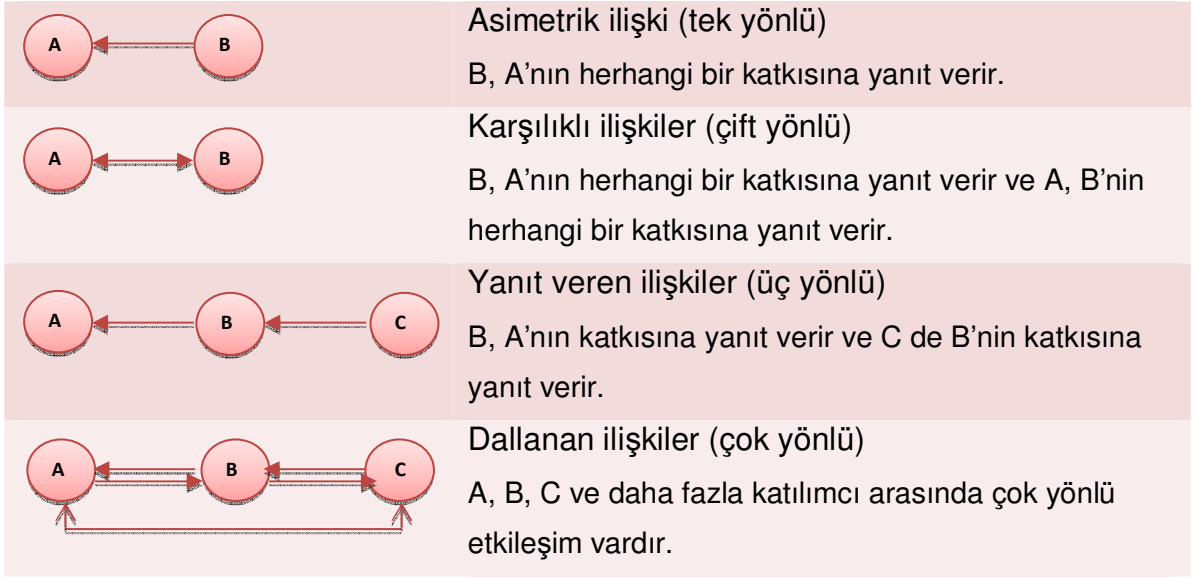 A B
Asimetrik ilişki (tek yönlü)
B, A’nın herhangi bir katkısına yanıt verir.
A B
Karşılıklı ilişkiler (çift yönlü)
B, A’nın herhangi bir katkısına yanıt verir ve A, B’nin
herhangi bir katkısına yanıt verir.
A B C
Yanıt veren ilişkiler (üç yönlü)
B, A’nın katkısına yanıt verir ve C de B’nin katkısına
yanıt verir.
A B C
Dallanan ilişkiler (çok yönlü)
A, B, C ve daha fazla katılımcı arasında çok yönlü
etkileşim vardır.